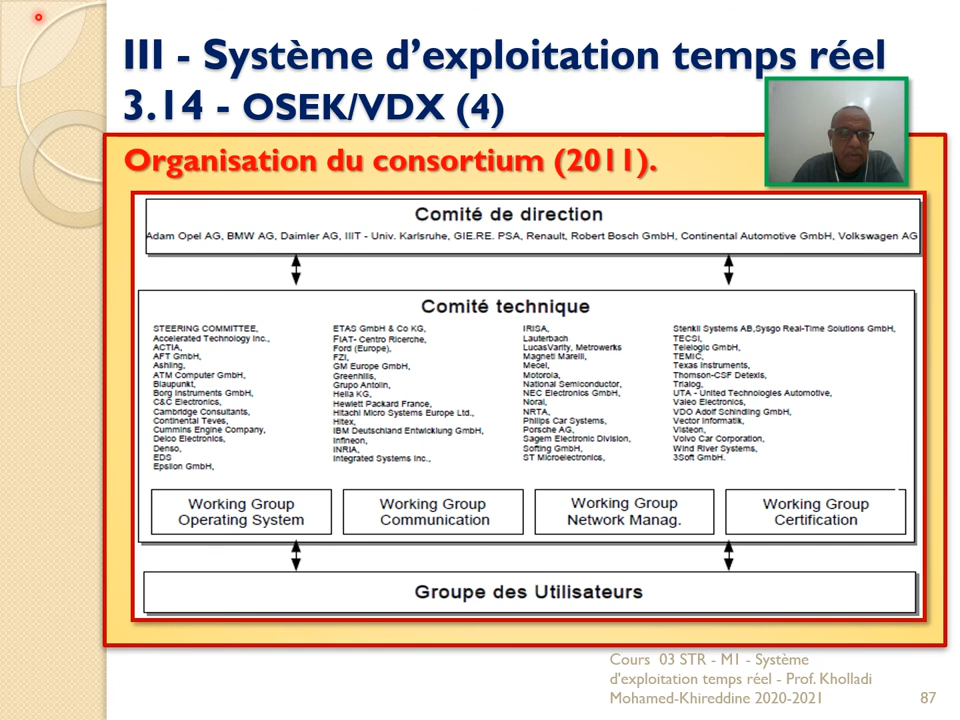 III - Système d'exploitation temps réel
3.14 - OSEK/VDX (4)
Organisation du consortium (2011).
Comité de direction
Adam Opel AG, BMW AG, Daimler AG, IIIT - Univ. Karlsruhe, GIE.RE. PSA, Renault, Robert Bosch GmbH, Continental Automotive GmbH, Volkswagen AG
Comité technique
STEERING COMMITTEE,
Accelerated Technology Inc.,
ACTIA,
AFT GmbH,
Ashling,
ATM Computer GmbH,
Blaupunkt,
Borg Instruments GmbH,
C&C Electronics,
Cambridge Consultants,
Continental Teves,
Cummins Engine Company,
Delco Electronics,
Denso,
EDS
Epsilon GmbH,
ETAS GmbH & Co KG,
FIAT- Centro Ricerche,
Ford (Europe),
FZI,
GM Europe GmbH,
Greenhills,
Grupo Antolin,
Hella KG,
Hewlett Packard France,
Hitachi Micro Systems Europe Ltd.,
Hitex,
IBM Deutschland Entwicklung GmbH,
Infineon,
INRIA,
Integrated Systems Inc.,
IRISA,
Lauterbach
LucasVarity, Metrowerks
Magneti Marelli,
Mecel,
Motorola,
National Semiconductor,
NEC Electronics GmbH,
Noral,
NRTA,
Philips Car Systems,
Porsche AG,
Sagem Electronic Division,
Softing GmbH,
ST Microelectronics,
Stenkil Systems AB,Sysgo Real-Time Solutions GmbH,
TECSI,
Telelogic GmbH,
TEMIC,
Texas Instruments,
Thomson-CSF Detexis,
Trialog,
UTA - United Technologies Automotive,
Valeo Electronics,
VDO Adolf Schindling GmbH,
Vector Informatik,
Visteon,
Volvo Car Corporation,
Wind River Systems,
3Soft GmbH.
Working Group
Operating System
Working Group
Communication
Working Group
Network Manag.
Working Group
Certification
Groupe des Utilisateurs
Cours 03 STR - M1 - Système
d'exploitation temps réel - Prof. Kholladi
Mohamed-Khireddine 2020-2021
87